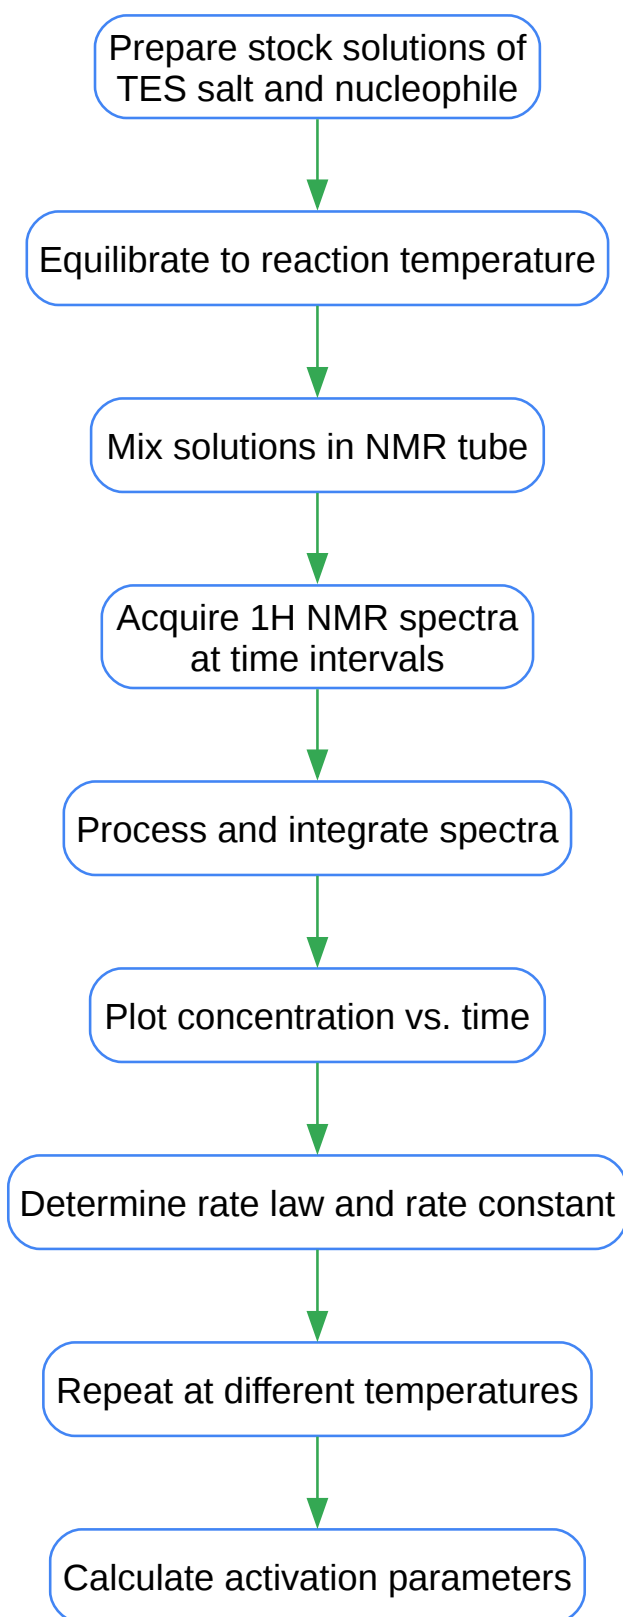 Prepare stock solutions of
TES salt and nucleophile
Equilibrate to reaction temperature
Mix solutions in NMR tube
Acquire 1H NMR spectra
at time intervals
Process and integrate spectra
Plot concentration vs. time
Determine rate law and rate constant
Repeat at different temperatures
Calculate activation parameters